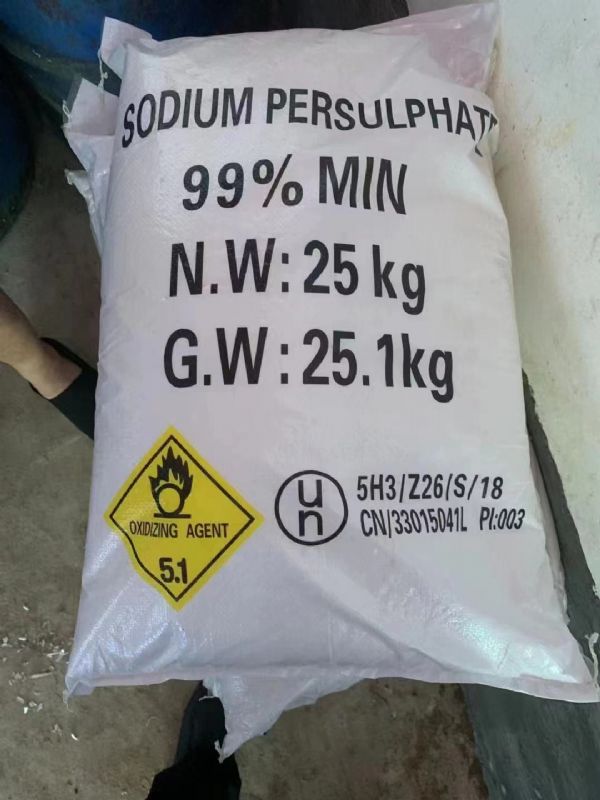 SODIUM PERSULPHATE
99% MIN
N.W: 25 kg
G.W: 25.1kg
OXIDIZING AGENT
5.1
un
5H3/Z26/S/18
CN/33015041L PI:003